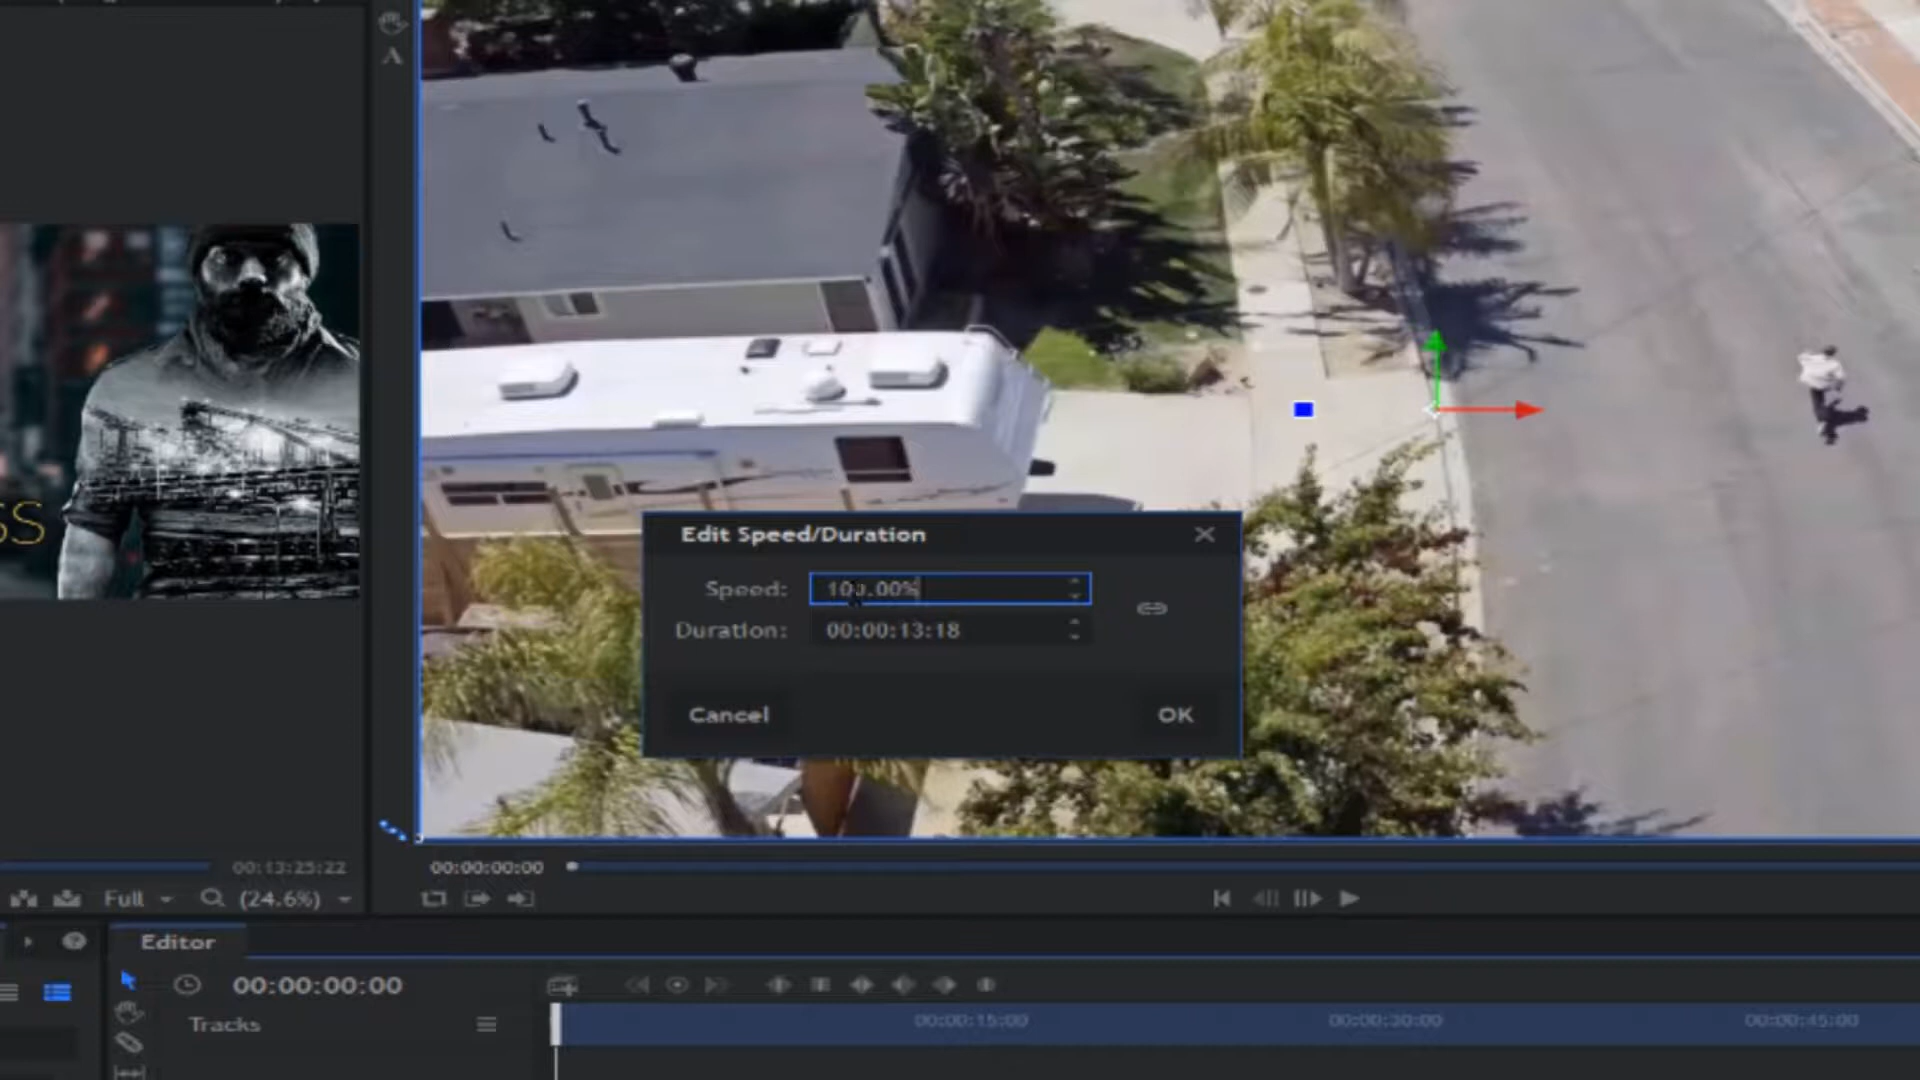 A
SS
Edit Speed/Duration
Speed: 100.00%
Duration: 00:00:13:18
Cancel OK
00:13:25:22
00:00:00:00
Full (24.6%)
Editor
00:00:00:00
Tracks
00:00:15:00 00:00:30:00 00:00:45:00